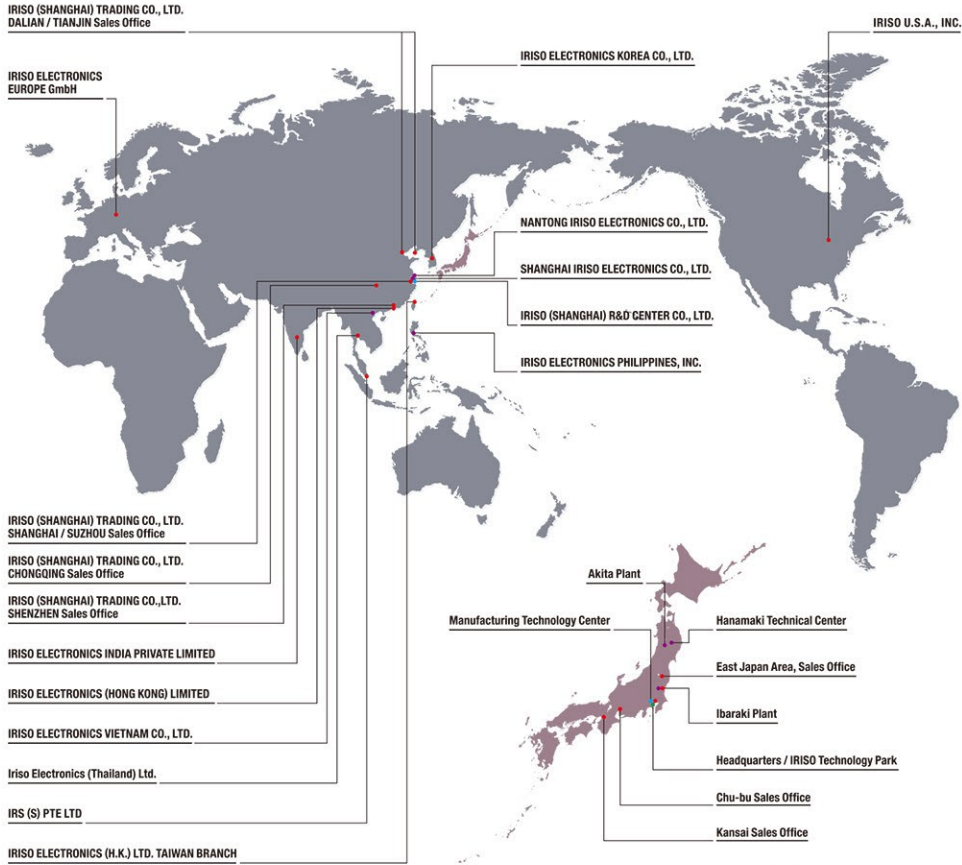 IRISO (SHANGHAI) TRADING CO., LTD.
DALIAN / TIANJIN Sales Office
IRISO U.S.A., INC.
IRISO ELECTRONICS KOREA CO., LTD.
IRISO ELECTRONICS
EUROPE GmbH
NANTONG IRISO ELECTRONICS CO., LTD.
SHANGHAI IRISO ELECTRONICS CO., LTD.
IRISO (SHANGHAI) R&D CENTER CO., LTD.
IRISO ELECTRONICS PHILIPPINES, INC.
IRISO (SHANGHAI) TRADING CO., LTD.
SHANGHAI / SUZHOU Sales Office
IRISO (SHANGHAI) TRADING CO., LTD.
CHONGQING Sales Office
IRISO (SHANGHAI) TRADING CO.,LTD.
SHENZHEN Sales Office
IRISO ELECTRONICS INDIA PRIVATE LIMITED
IRISO ELECTRONICS (HONG KONG) LIMITED
IRISO ELECTRONICS VIETNAM CO., LTD.
Iriso Electronics (Thailand) Ltd.
IRS (S) PTE LTD
IRISO ELECTRONICS (H.K.) LTD. TAIWAN BRANCH
Akita Plant
Manufacturing Technology Center
Hanamaki Technical Center
East Japan Area, Sales Office
Ibaraki Plant
Headquarters / IRISO Technology Park
Chu-bu Sales Office
Kansai Sales Office